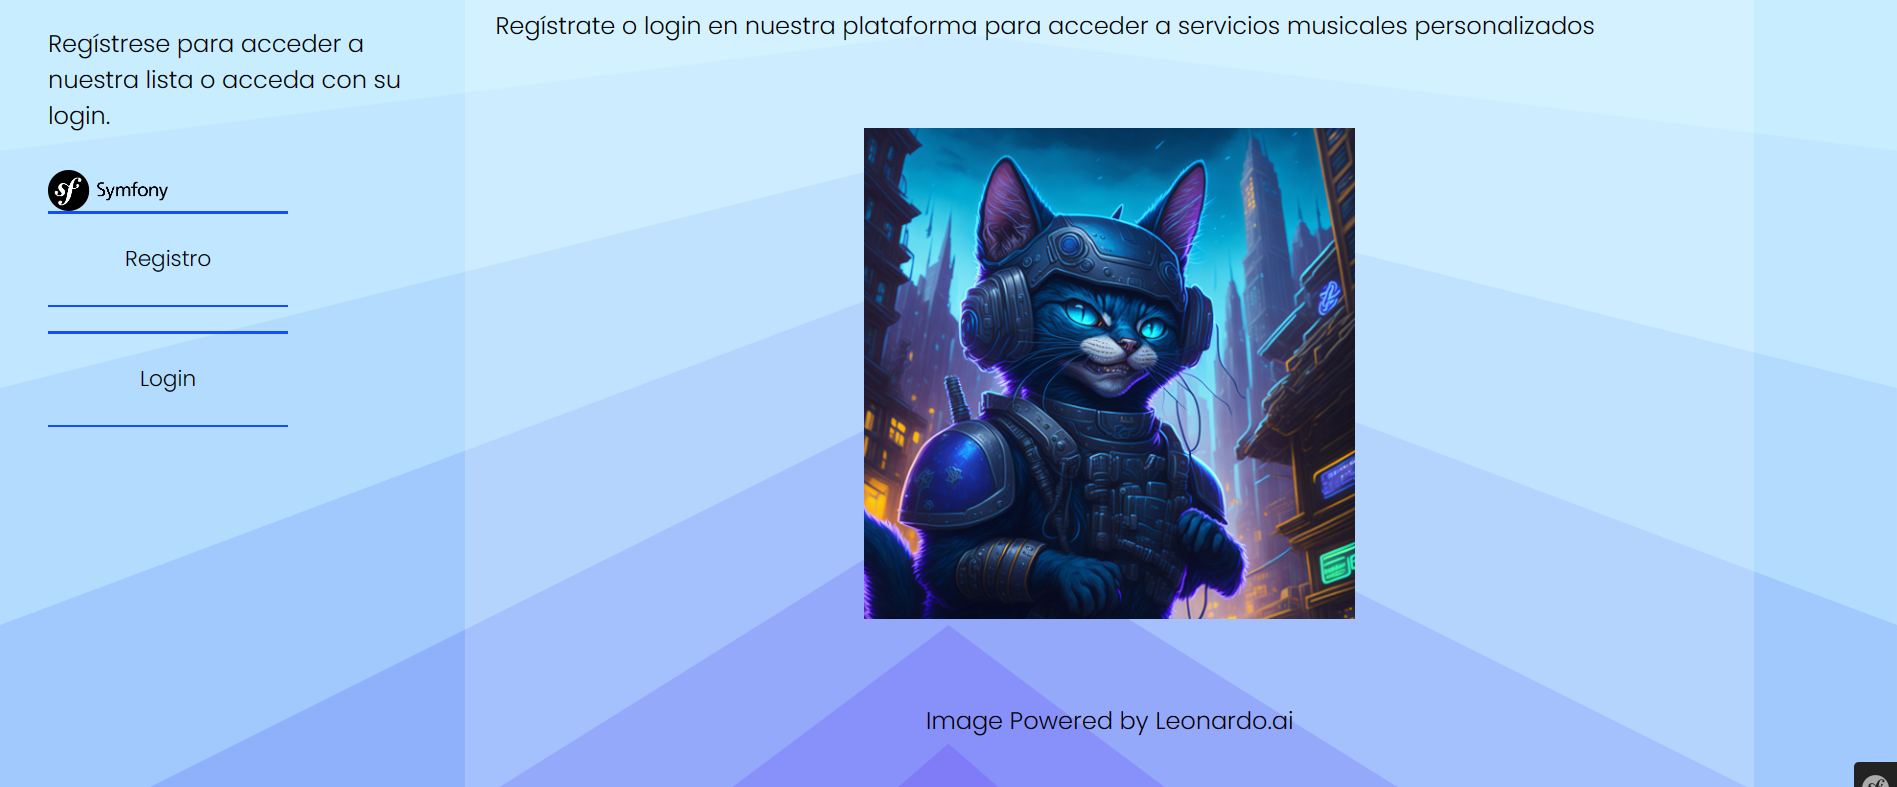 Regístrese para acceder a
nuestra lista o acceda con su
login.
sf Symfony
Registro
Login
Regístrate o login en nuestra plataforma para acceder a servicios musicales personalizados
Image Powered by Leonardo.ai